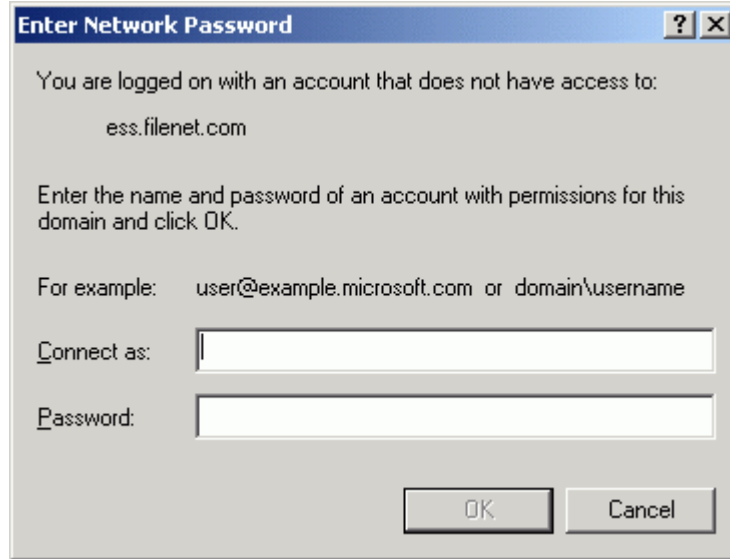 Enter Network Password
You are logged on with an account that does not have access to:
ess.filenet.com
Enter the name and password of an account with permissions for this
domain and click OK.
For example: user@example.microsoft.com or domain\username
Connect as:
Password:
OK Cancel